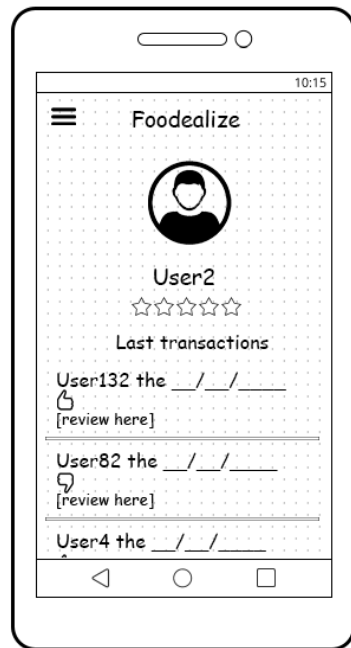 10:15
Foodealize
User2
Last transactions
User132 the __/__/____
[review here]
User82 the __/__/____
[review here]
User4 the __/__/____